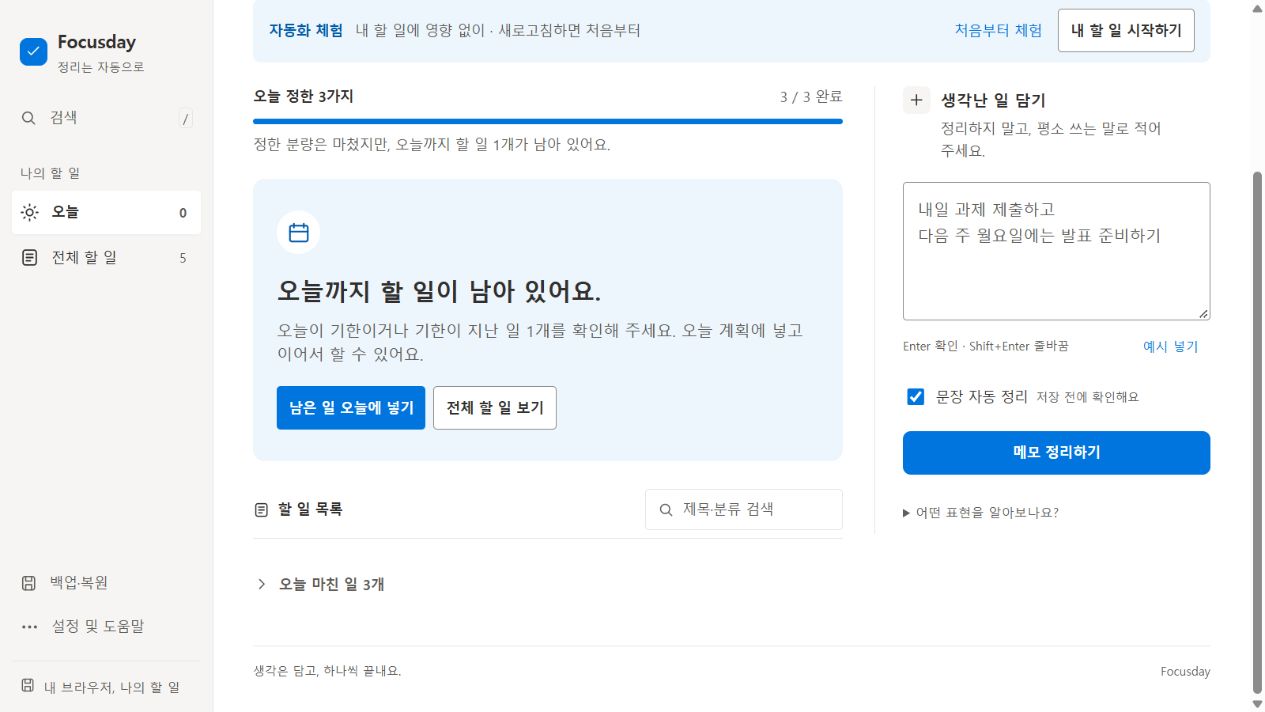 Focusday
정리는 자동으로
검색
/
나의 할 일
오늘
0
전체 할 일
5
백업·복원
설정 및 도움말
내 브라우저, 나의 할 일
자동화 체험 내 할 일에 영향 없이 · 새로고침하면 처음부터
처음부터 체험
내 할 일 시작하기
오늘 정한 3가지
3 / 3 완료
정한 분량은 마쳤지만, 오늘까지 할 일 1개가 남아 있어요.
오늘까지 할 일이 남아 있어요.
오늘이 기한이거나 기한이 지난 일 1개를 확인해 주세요. 오늘 계획에 넣고
이어서 할 수 있어요.
남은 일 오늘에 넣기
전체 할 일 보기
할 일 목록
제목·분류 검색
오늘 마친 일 3개
생각난 일 담기
정리하지 말고, 평소 쓰는 말로 적어
주세요.
내일 과제 제출하고
다음 주 월요일에는 발표 준비하기
Enter 확인 · Shift+Enter 줄바꿈
예시 넣기
문장 자동 정리 저장 전에 확인해요
메모 정리하기
어떤 표현을 알아보나요?
생각은 담고, 하나씩 끝내요.
Focusday